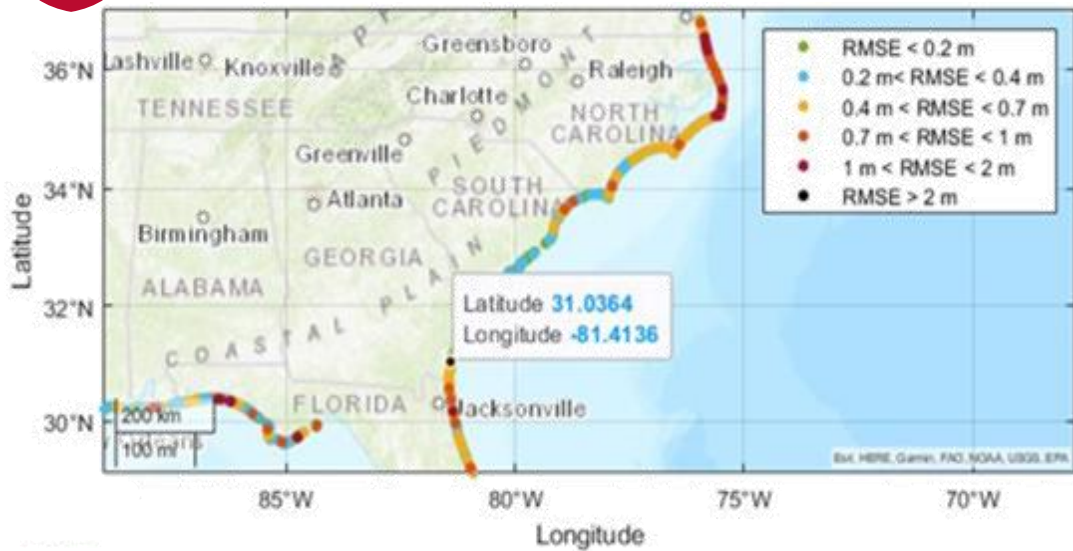 36°N
34°N
32°N
30°N
Latitude
lashville
Knoxville
Greensboro
Raleigh
TENNESSEE
Charlotte
NORTH
CAROLINA
Greenville
PIEDMONT
SOUTH
CAROLINA
Atlanta
Birmingham
GEORGIA
ALABAMA
COASTAL PLAIN
FLORIDA
Jacksonville
RMSE < 0.2 m
0.2 m< RMSE < 0.4 m
0.4 m < RMSE < 0.7 m
0.7 m < RMSE < 1 m
1 m < RMSE < 2 m
RMSE > 2 m
Latitude 31.0364
Longitude -81.4136
200 km
100 mi
Esri, HERE, Garmin, FAO, NOAA, USGS, EPA
85°W
80°W
75°W
70°W
Longitude